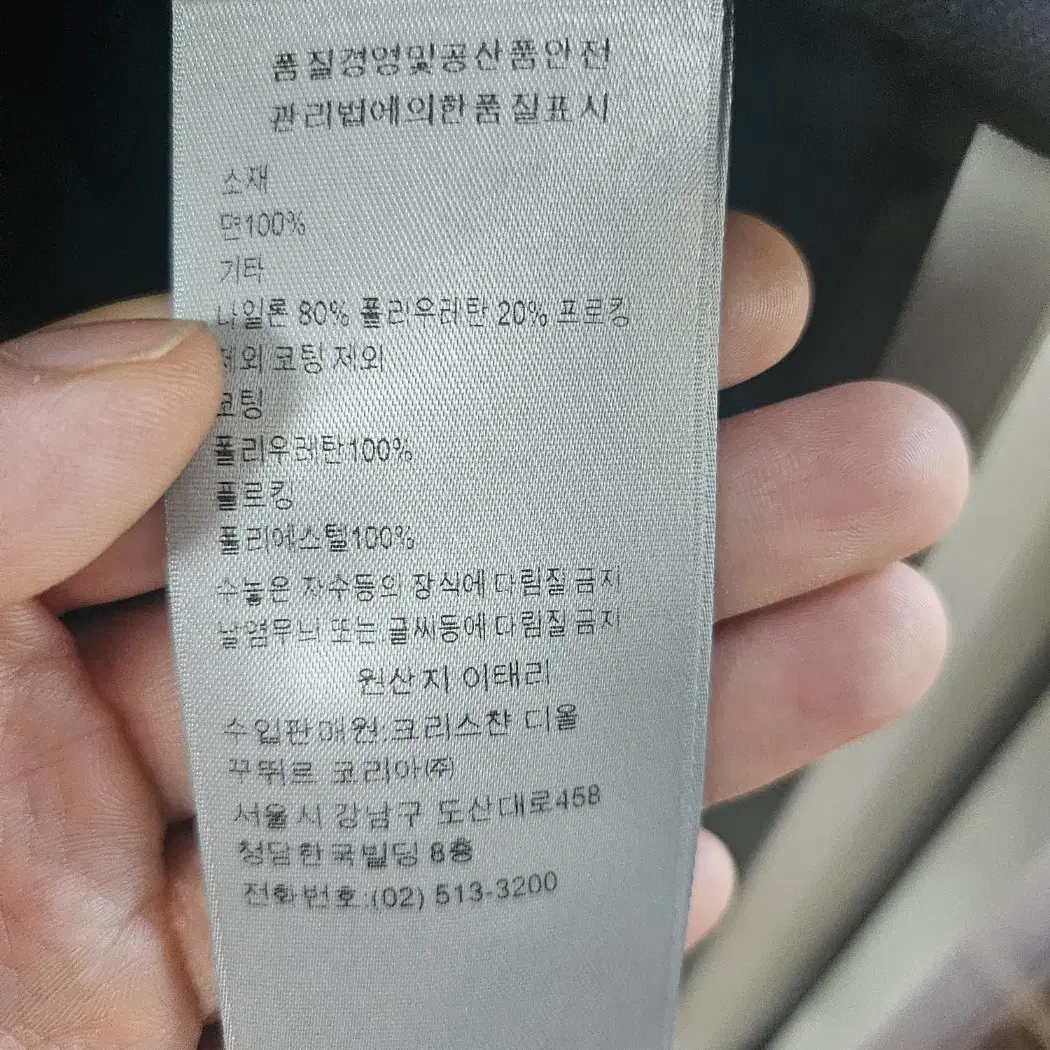 품질경영및공산품안전
관리법에의한품질표시
소재
면100%
기타
나일론 80% 폴리우레탄 20% 프로킹
제외 코팅 제외
코팅
폴리우레탄100%
플로킹
폴리에스털100%
수놓은 자수등의 장식에 다림질 금지
날염무늬 또는 글씨등에 다림질 금지
원산지 이태리
수입판매원:크리스챤 디올
꾸뛰르 코리아(주)
서울시 강남구 도산대로458
청담한국빌딩 8층
전화번호:(02) 513-3200